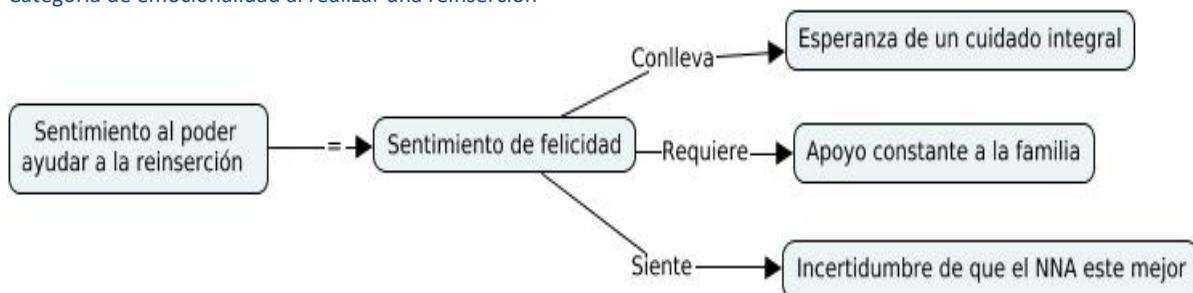 Categoría de emocionalidad al realizar una reinserción
Esperanza de un cuidado integral
Conlleva
Sentimiento al poder
ayudar a la reinserción
=
Sentimiento de felicidad
Requiere
Apoyo constante a la familia
Siente
Incertidumbre de que el NNA este mejor